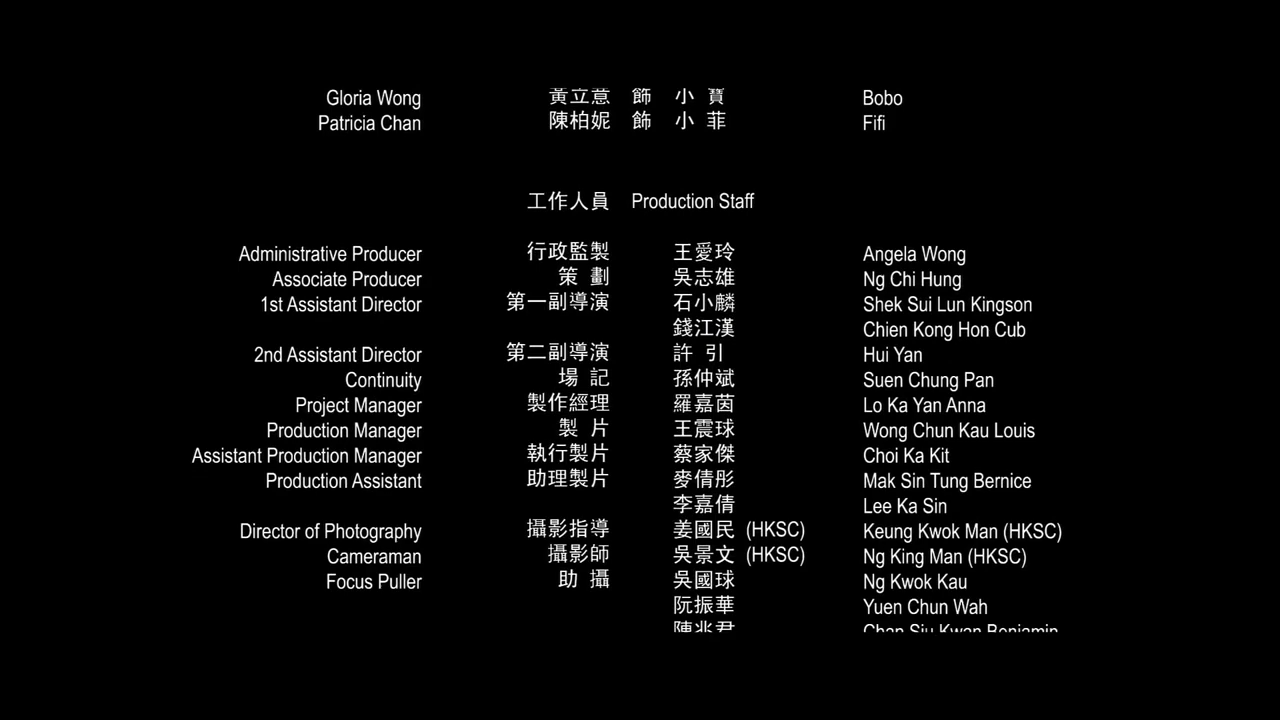 Gloria Wong 黃立意 飾 小 寶 Bobo
Patricia Chan 陳柏妮 飾 小 菲 Fifi
工作人員 Production Staff
Administrative Producer 行政監製 王愛玲 Angela Wong
Associate Producer 策 劃 吳志雄 Ng Chi Hung
1st Assistant Director 第一副導演 石小麟 Shek Sui Lun Kingson
錢江漢 Chien Kong Hon Cub
2nd Assistant Director 第二副導演 許 引 Hui Yan
Continuity 場 記 孫仲斌 Suen Chung Pan
Project Manager 製作經理 羅嘉茵 Lo Ka Yan Anna
Production Manager 製 片 王震球 Wong Chun Kau Louis
Assistant Production Manager 執行製片 蔡家傑 Choi Ka Kit
Production Assistant 助理製片 麥倩彤 Mak Sin Tung Bernice
李嘉倩 Lee Ka Sin
Director of Photography 攝影指導 姜國民 (HKSC) Keung Kwok Man (HKSC)
Cameraman 攝影師 吳景文 (HKSC) Ng King Man (HKSC)
Focus Puller 助 攝 吳國球 Ng Kwok Kau
阮振華 Yuen Chun Wah
陳兆君 Chan Siu Kwan Benjamin